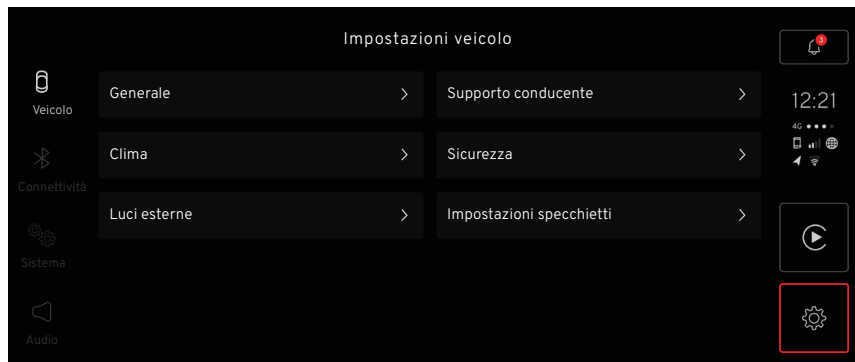 Impostazioni veicolo
3
Veicolo
Generale
Supporto conducente
12:21
4G
Connettività
Clima
Sicurezza
Luci esterne
Impostazioni specchietti
Sistema
Audio